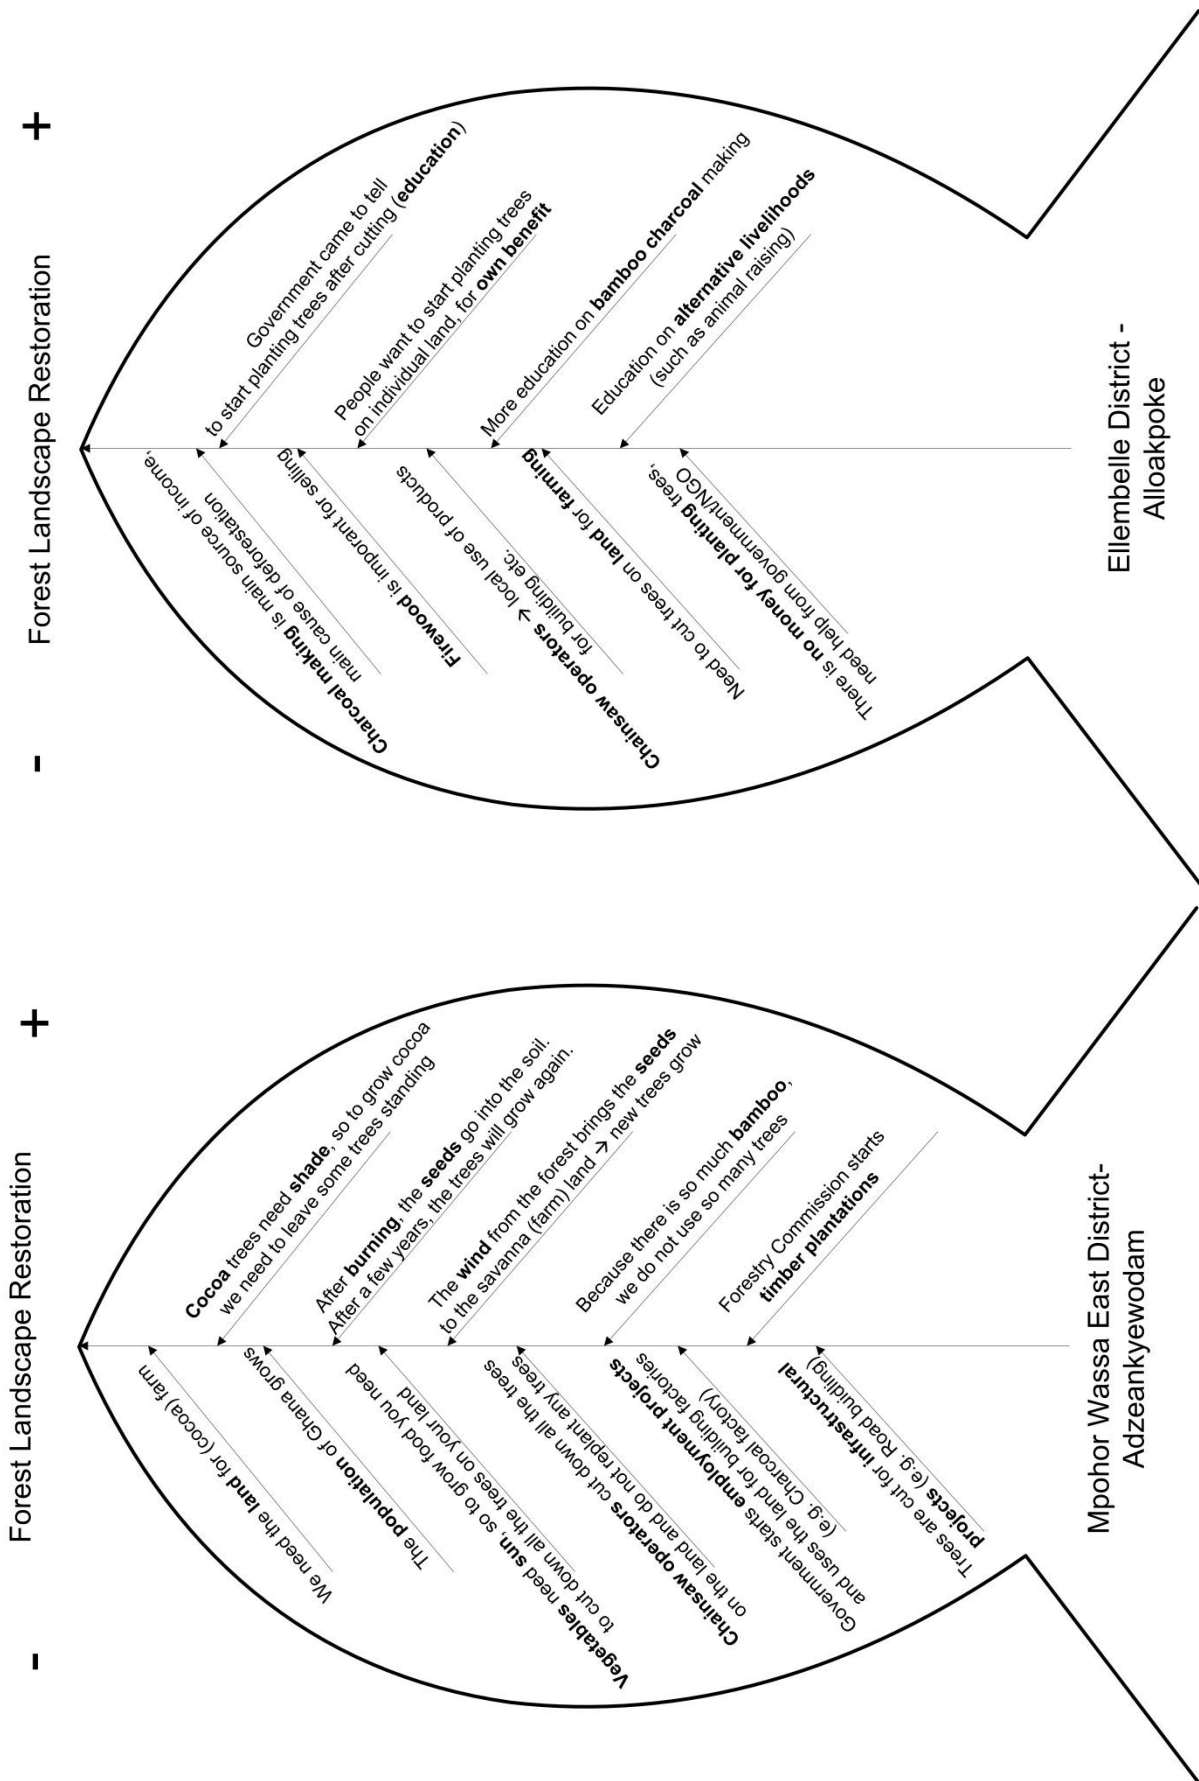 Forest Landscape Restoration
-
+
We need the land for (cocoa) farm
The population of Ghana grows
Vegetables need sun, so to grow food you need
to cut down all the trees on your land
Chainsaw operators cut down all the trees
on the land and do not replant any trees
Government starts employment projects
and uses the land for building factories
(e.g. Charcoal factory)
Trees are cut for infrastructural
projects (e.g. Road buidling)
Cocoa trees need shade, so to grow cocoa
we need to leave some trees standing
After burning, the seeds go into the soil.
After a few years, the trees will grow again.
The wind from the forest brings the seeds
to the savanna (farm) land → new trees grow
Because there is so much bamboo,
we do not use so many trees
Forestry Commission starts
timber plantations
Mpohor Wassa East District-
Adzeankyewodam
Forest Landscape Restoration
-
+
Charcoal making is main source of income,
main cause of deforestation
Firewood is imporant for selling
Chainsaw operators → local use of products
for building etc.
Need to cut trees on land for farming
There is no money for planting trees,
need help from government/NGO
Government came to tell
to start planting trees after cutting (education)
People want to start planting trees
on individual land, for own benefit
More education on bamboo charcoal making
Education on alternative livelihoods
(such as animal raising)
Ellembelle District -
Alloakpoke